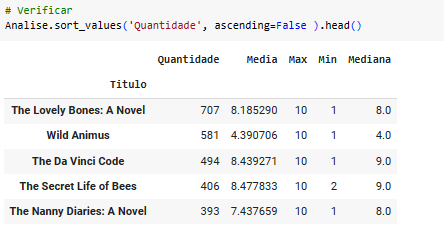 # Verificar
Analise.sort_values('Quantidade', ascending=False ).head()
Quantidade Media Max Min Mediana
Titulo
The Lovely Bones: A Novel 707 8.185290 10 1 8.0
Wild Animus 581 4.390706 10 1 4.0
The Da Vinci Code 494 8.439271 10 1 9.0
The Secret Life of Bees 406 8.477833 10 2 9.0
The Nanny Diaries: A Novel 393 7.437659 10 1 8.0